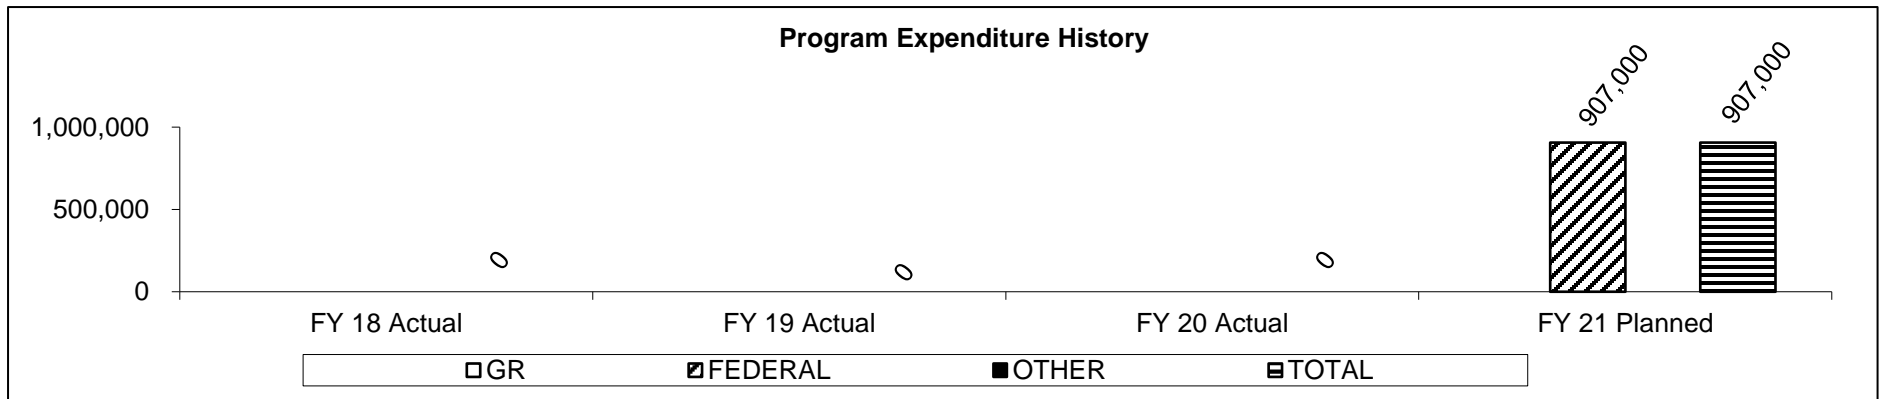 Program Expenditure History
907,000 907,000
1,000,000
500,000
0 0 0
0
FY 18 Actual FY 19 Actual FY 20 Actual FY 21 Planned
GR FEDERAL OTHER TOTAL